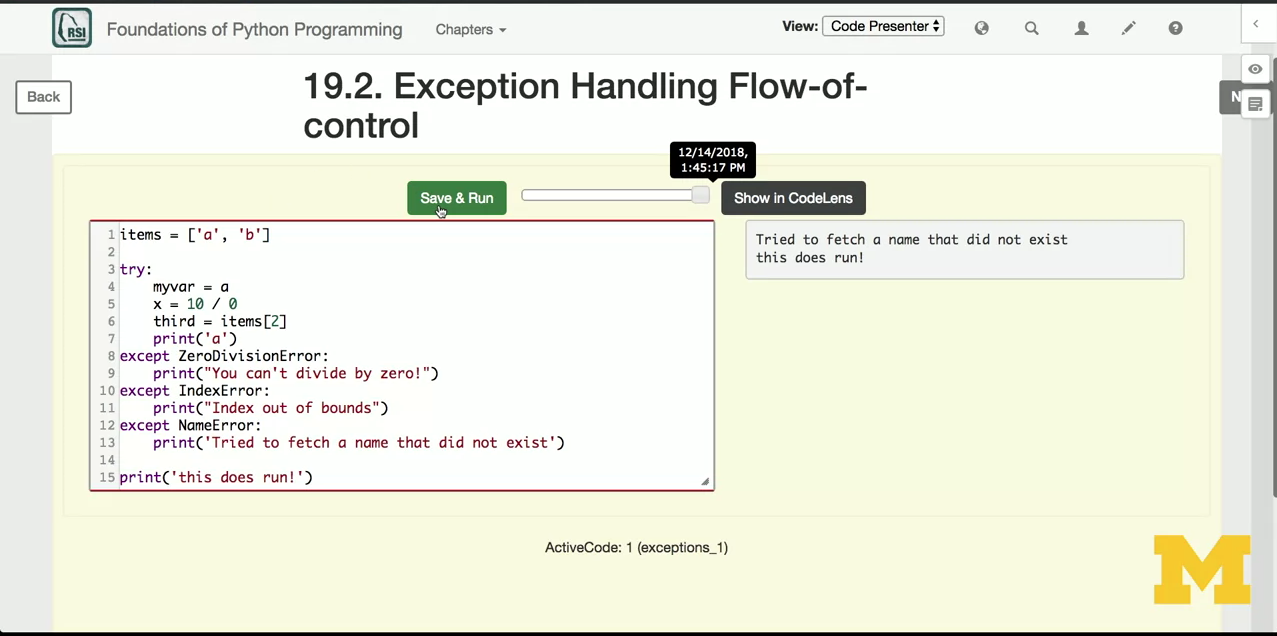 RSI
Foundations of Python Programming
Chapters
View: Code Presenter
Back
19.2. Exception Handling Flow-of-
control
N
12/14/2018,
1:45:17 PM
Save & Run
Show in CodeLens
1 items = ['a', 'b']
2
3 try:
4 myvar = a
5 x = 10 / 0
6 third = items[2]
7 print('a')
8 except ZeroDivisionError:
9 print("You can't divide by zero!")
10 except IndexError:
11 print("Index out of bounds")
12 except NameError:
13 print('Tried to fetch a name that did not exist')
14
15 print('this does run!')
Tried to fetch a name that did not exist
this does run!
ActiveCode: 1 (exceptions_1)
M